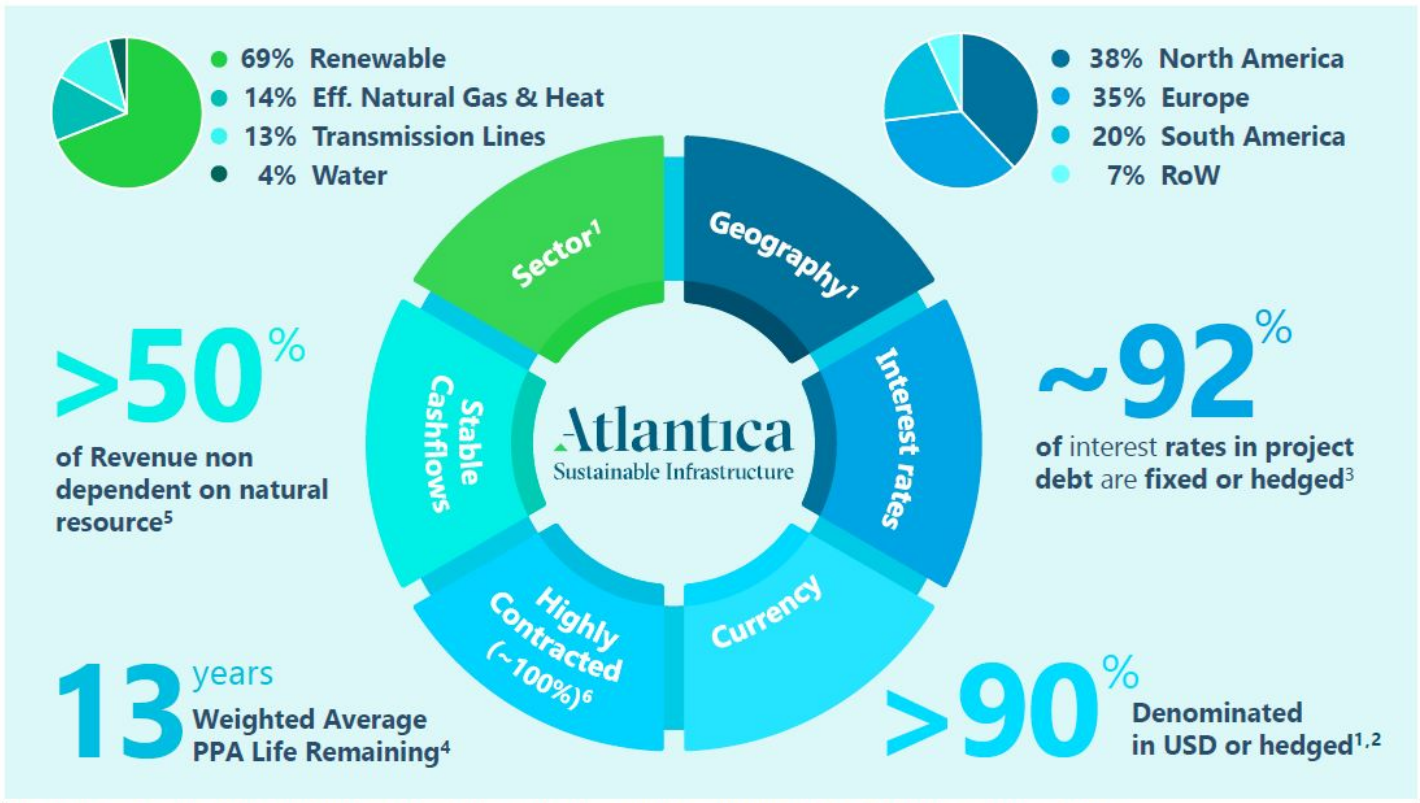 69% Renewable
14% Eff. Natural Gas & Heat
13% Transmission Lines
4% Water
38% North America
35% Europe
20% South America
7% RoW
Sector¹
Geography¹
>50%
of Revenue non
dependent on natural
resource⁵
Stable
Cashflows
Atlantica
Sustainable Infrastructure
Interest rates
~92%
of interest rates in project
debt are fixed or hedged³
13 years
Weighted Average
PPA Life Remaining⁴
Highly
Contracted
(~100%)⁶
Currency
>90%
Denominated
in USD or hedged¹,²